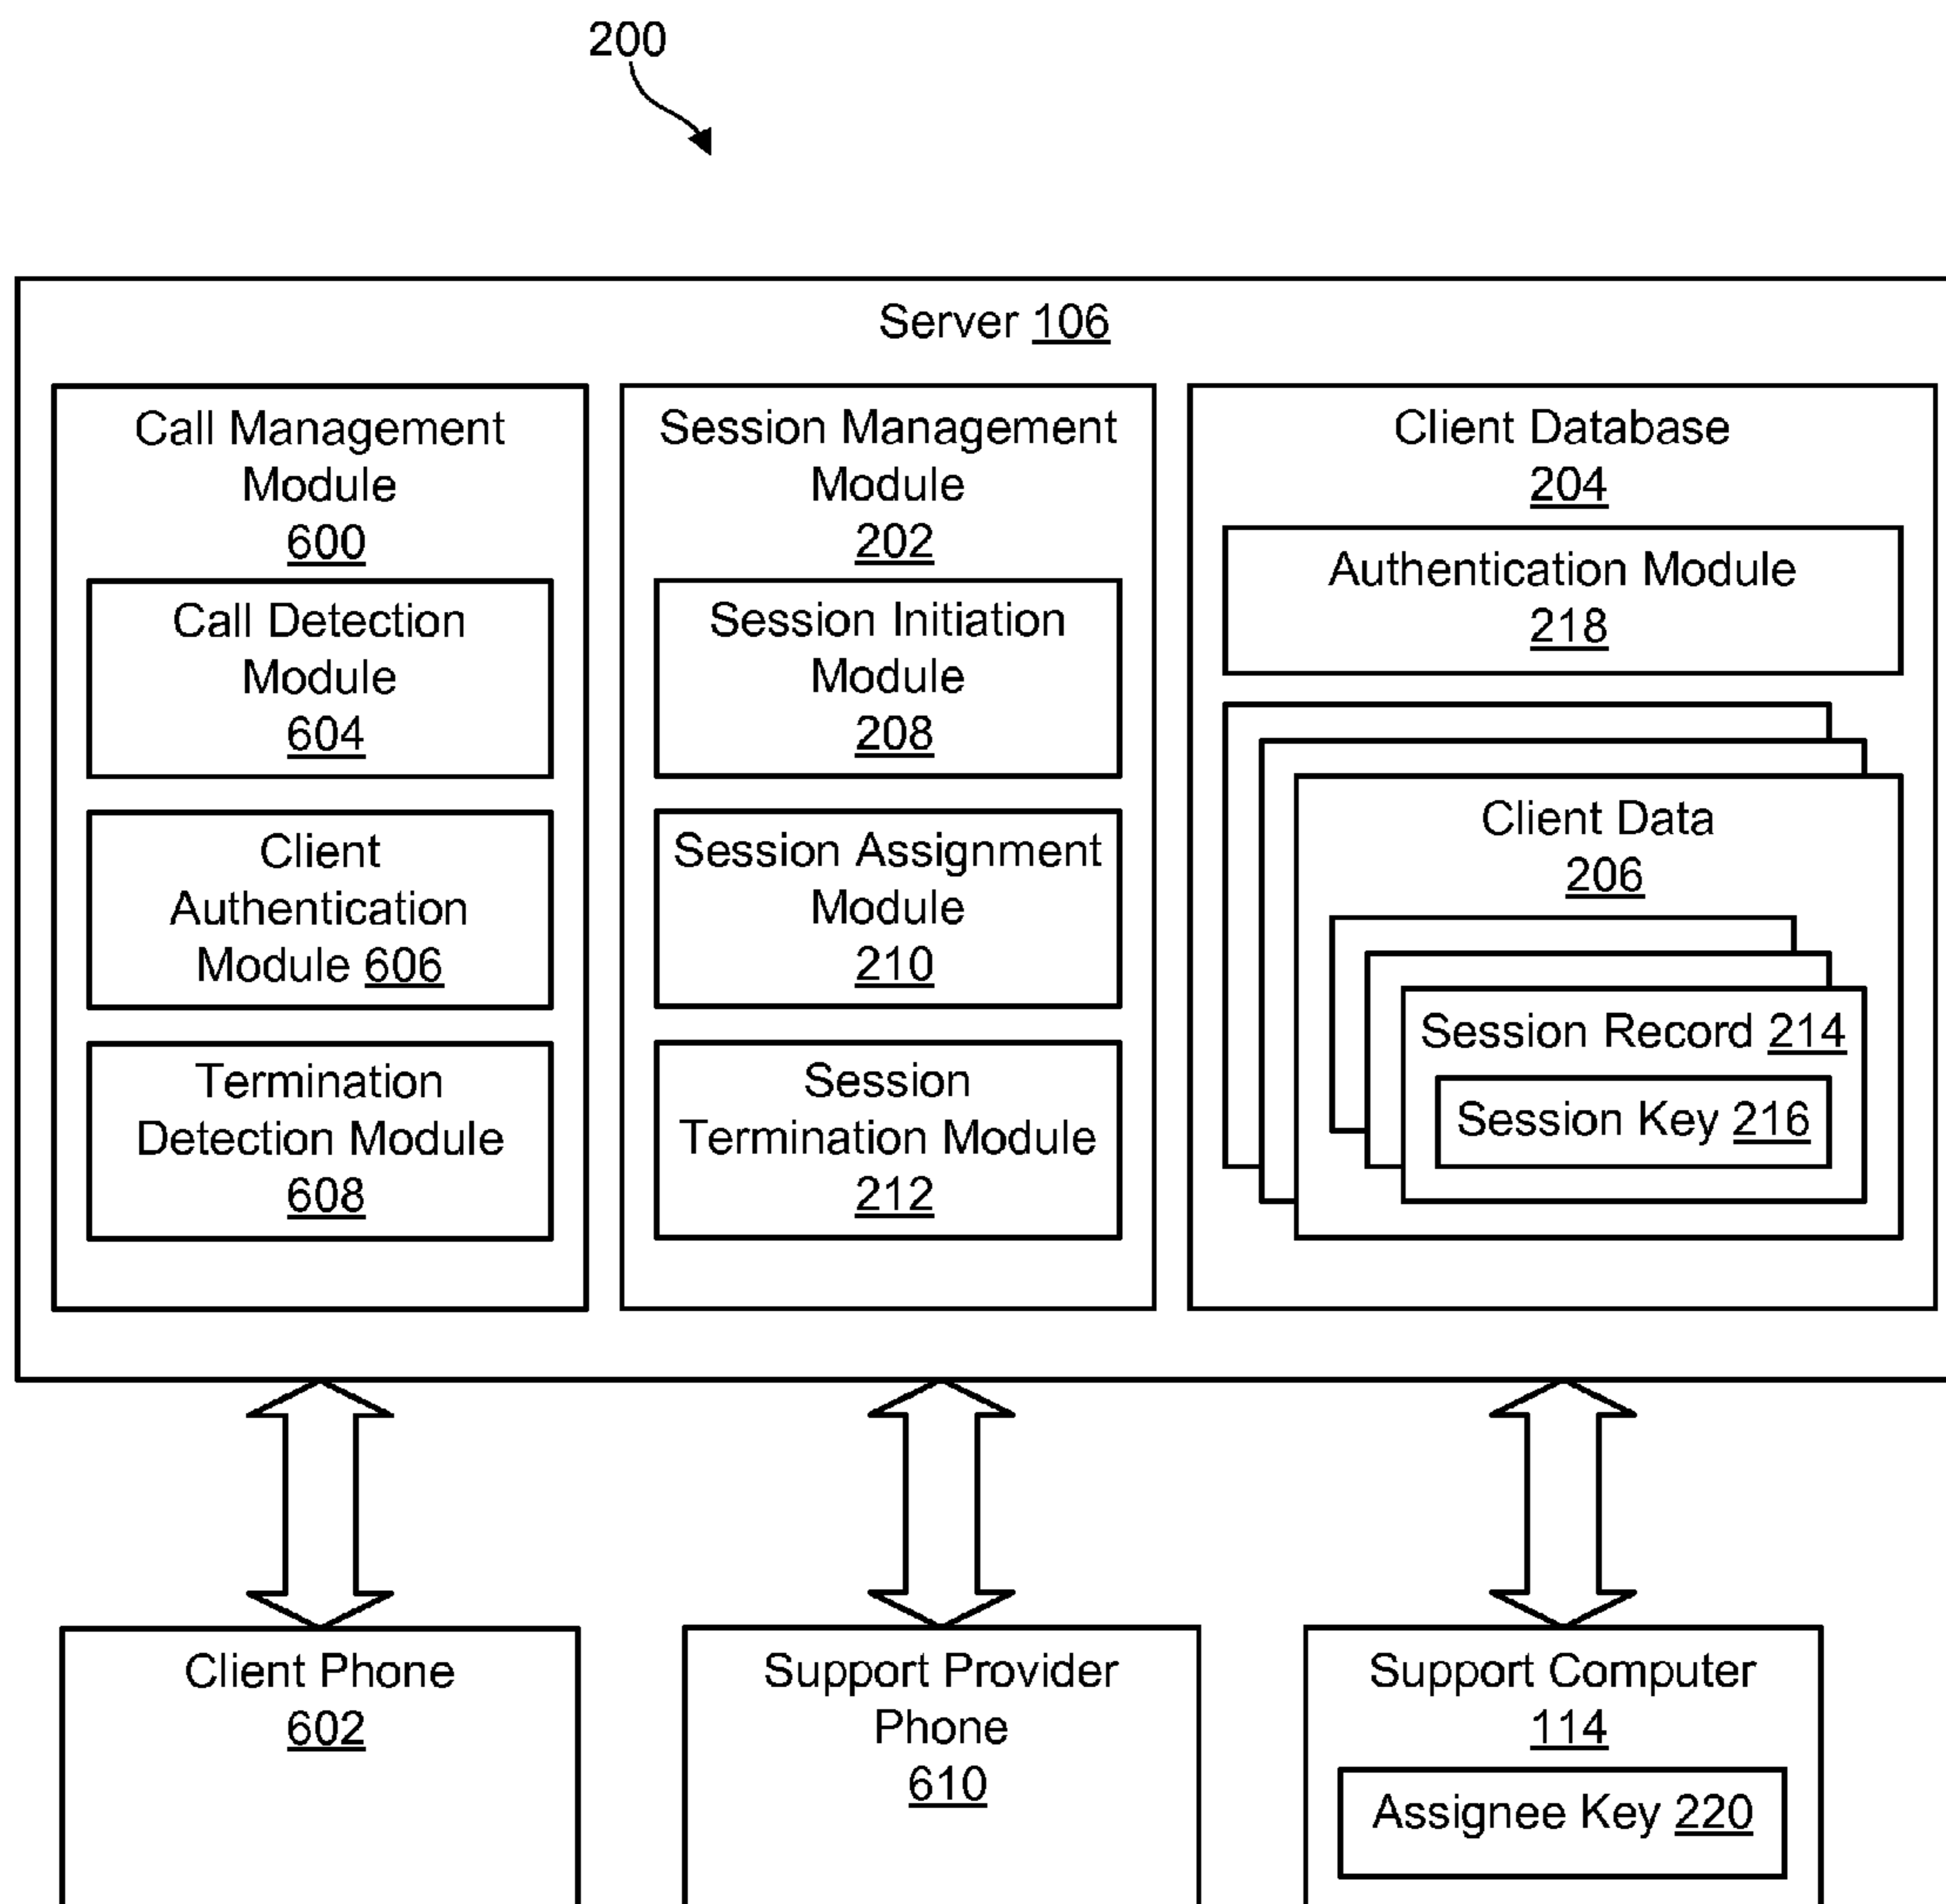 200
Server 106
Call Management
Module
600
Call Detection
Module
604
Client
Authentication
Module 606
Termination
Detection Module
608
Session Management
Module
202
Session Initiation
Module
208
Session Assignment
Module
210
Session
Termination Module
212
Client Database
204
Authentication Module
218
Client Data
206
Session Record 214
Session Key 216
Client Phone
602
Support Provider
Phone
610
Support Computer
114
Assignee Key 220